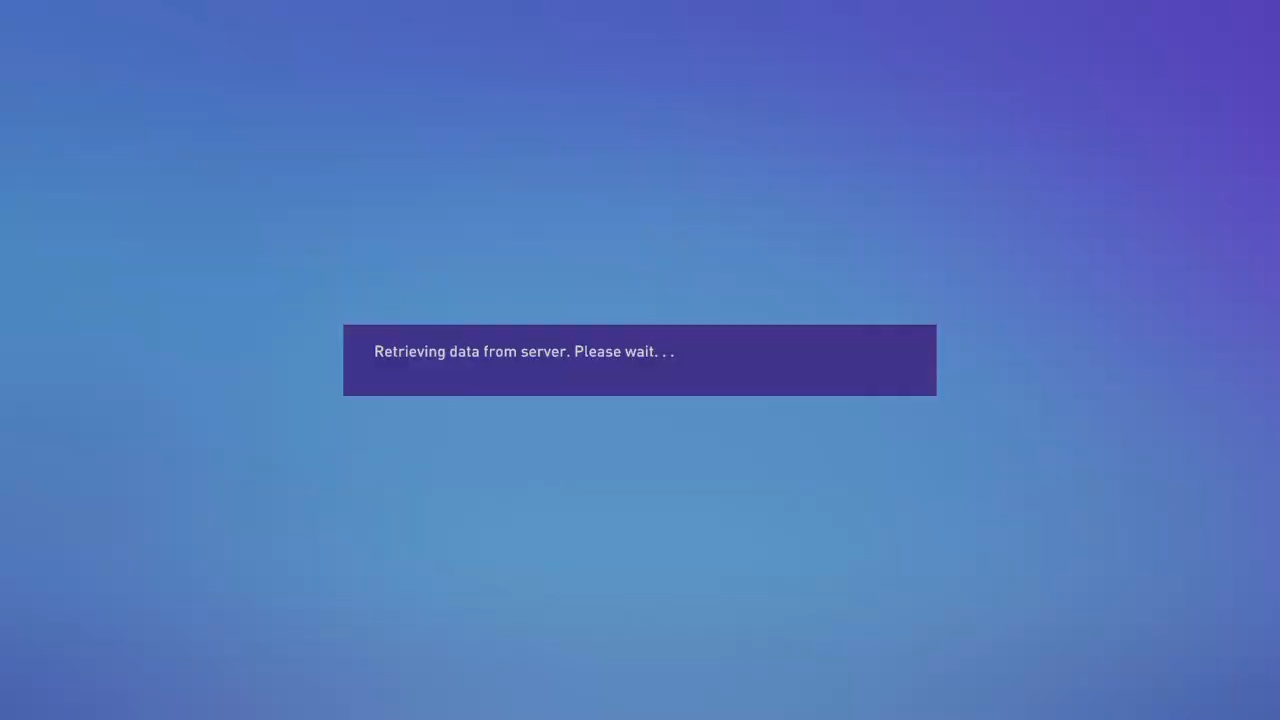 Retrieving data from server. Please wait. . .